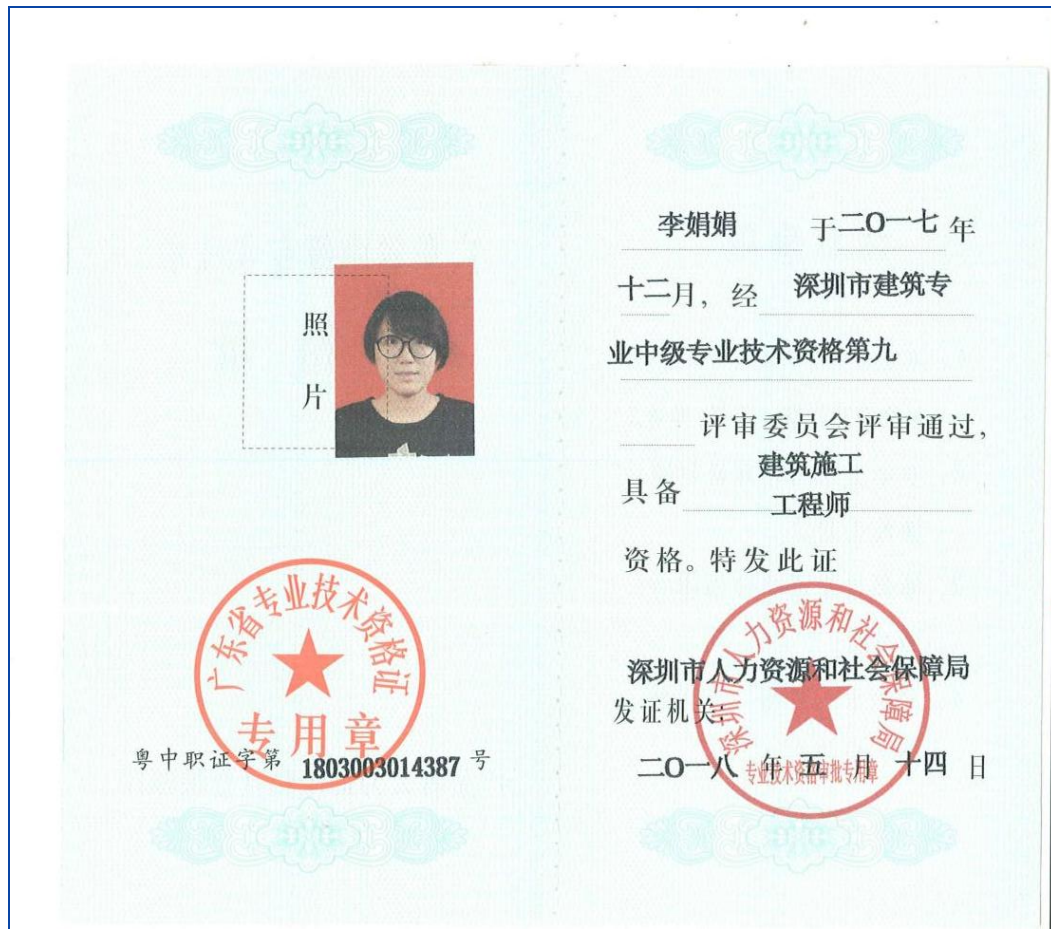 照
片
广东省专业技术资格证
专用章
粤中职证字第 1803003014387 号
李娟娟 于二O一七年
十二月，经 深圳市建筑专
业中级专业技术资格第九
评审委员会评审通过，
具备 建筑施工
工程师
资格。特发此证
深圳市人力资源和社会保障局
深圳市人力资源和社会保障局
发证机关：
二O一八 年 五 月 十四 日
专业技术资格审批专用章